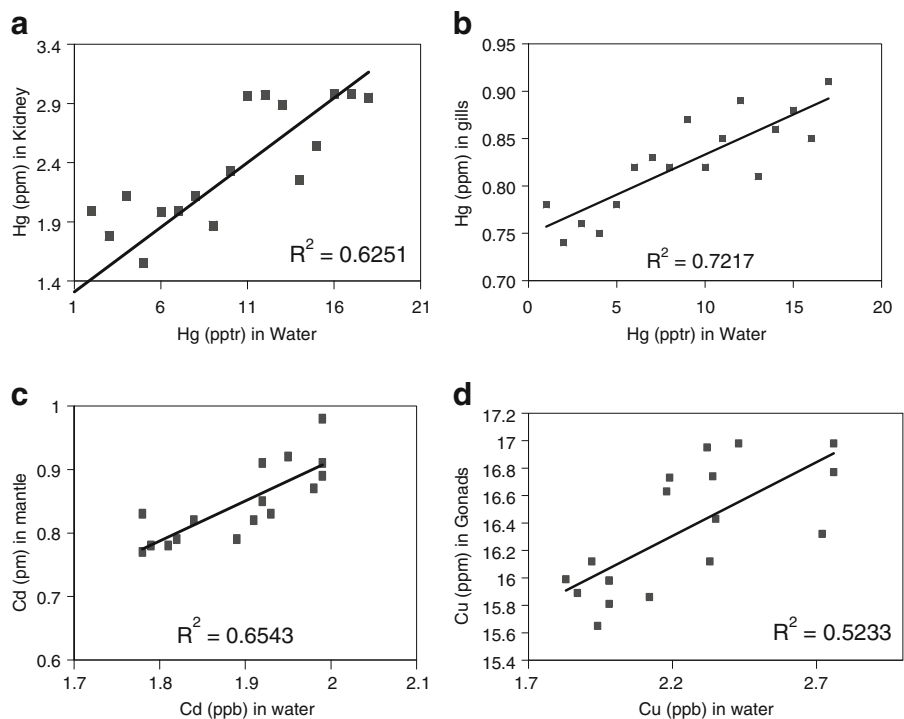 a
3.4
2.9
2.4
1.9
1.4
Hg (ppm) in Kidney
R2 = 0.6251
1 6 11 16 21
Hg (pptr) in Water
b
0.95
0.90
0.85
0.80
0.75
0.70
Hg (ppm) in gills
R2 = 0.7217
0 5 10 15 20
Hg (pptr) in Water
c
1
0.9
0.8
0.7
0.6
Cd (pm) in mantle
R2 = 0.6543
1.7 1.8 1.9 2 2.1
Cd (ppb) in water
d
17.2
17
16.8
16.6
16.4
16.2
16
15.8
15.6
15.4
Cu (ppm) in Gonads
R2 = 0.5233
1.7 2.2 2.7
Cu (ppb) in water